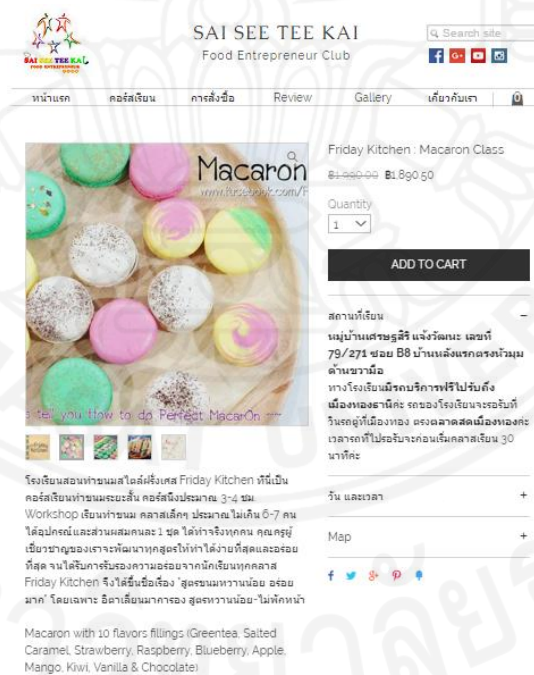 SAI SEE TEE KAI
FOOD ENTREPRENEUR
SAI SEE TEE KAI
Food Entrepreneur Club
Search site
หน้าแรก คอร์สเรียน การสั่งซื้อ Review Gallery เกี่ยวกับเรา 0
Macaron
www.facebook.com/F
tell you How to do Perfect MacarOn
Friday Kitchen : Macaron Class
฿1,990.00 ฿1,890.50
Quantity
1
ADD TO CART
สถานที่เรียน –
หมู่บ้านเศรษฐสิริ แจ้งวัฒนะ เลขที่
79/271 ซอย B8 บ้านหลังแรกตรงหัวมุม
ด้านขวามือ
ทางโรงเรียนมีรถบริการฟรีไปรับถึง
เมืองทองธานีค่ะ รถของโรงเรียนจะรอรับที่
วินรถตู้ที่เมืองทอง ตรงตลาดสดเมืองทองค่ะ
เวลารถที่ไปรอรับจะก่อนเริ่มคลาสเรียน 30
นาทีค่ะ
วัน และเวลา +
Map +
โรงเรียนสอนทำขนมสไตล์ฝรั่งเศส Friday Kitchen ที่นี่เป็น
คอร์สเรียนทำขนมระยะสั้น คอร์สนึงประมาณ 3-4 ชม.
Workshop เรียนทำขนม คลาสเล็กๆ ประมาณไม่เกิน 6-7 คน
ได้อุปกรณ์และส่วนผสมคนละ 1 ชุด ได้ทำจริงทุกคน คุณครูผู้
เชี่ยวชาญของเราจะพัฒนาทุกสูตรให้ทำได้ง่ายที่สุดและอร่อย
ที่สุด จนได้รับการรับรองความอร่อยจากนักเรียนทุกคลาส
Friday Kitchen จึงได้ขึ้นชื่อเรื่อง "สูตรขนมหวานน้อย อร่อย
มาก" โดยเฉพาะ อิตาเลี่ยนมาการอง สูตรหวานน้อย-ไม่พักหน้า
Macaron with 10 flavors fillings (Greentea, Salted
Caramel, Strawberry, Raspberry, Blueberry, Apple,
Mango, Kiwi, Vanilla & Chocolate)